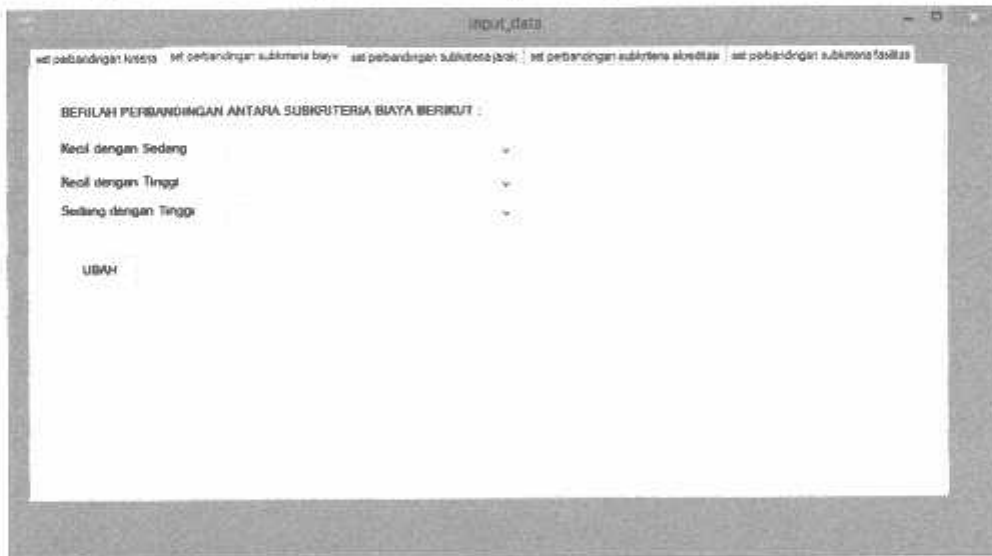 input_data
set perbandingan kriteria set perbandingan subkriteria biaya set perbandingan subkriteria jarak set perbandingan subkriteria akreditasi set perbandingan subkriteria fasilitas
BERILAH PERBANDINGAN ANTARA SUBKRITERIA BIAYA BERIKUT :
Kecil dengan Sedang
Kecil dengan Tinggi
Sedang dengan Tinggi
UBAH